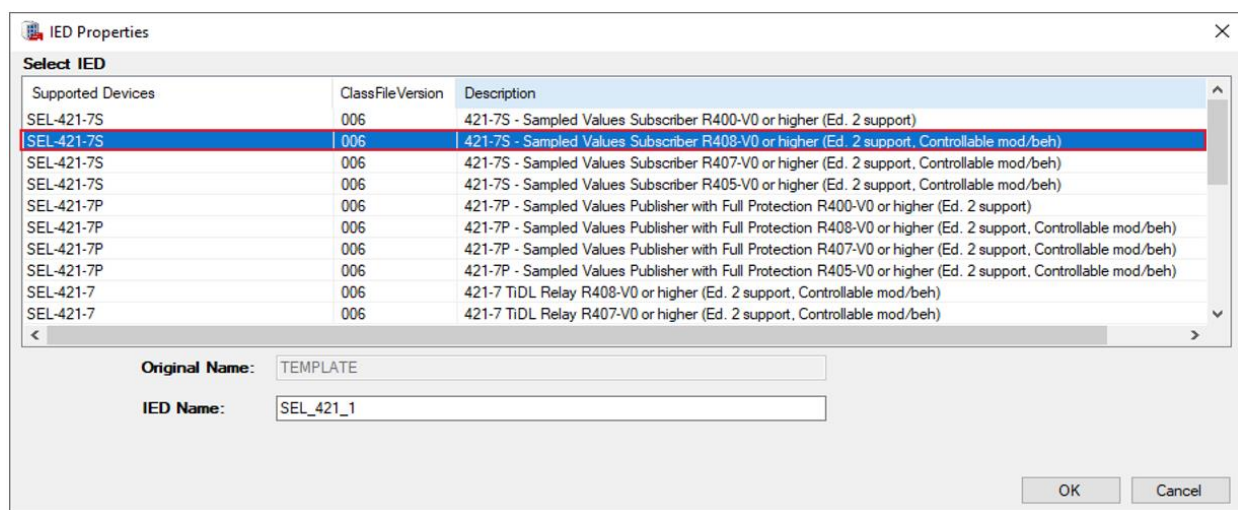 IED Properties
Select IED
Supported Devices ClassFileVersion Description
SEL-421-7S 006 421-7S - Sampled Values Subscriber R400-V0 or higher (Ed. 2 support)
SEL-421-7S 006 421-7S - Sampled Values Subscriber R408-V0 or higher (Ed. 2 support, Controllable mod/beh)
SEL-421-7S 006 421-7S - Sampled Values Subscriber R407-V0 or higher (Ed. 2 support, Controllable mod/beh)
SEL-421-7S 006 421-7S - Sampled Values Subscriber R405-V0 or higher (Ed. 2 support, Controllable mod/beh)
SEL-421-7P 006 421-7P - Sampled Values Publisher with Full Protection R400-V0 or higher (Ed. 2 support)
SEL-421-7P 006 421-7P - Sampled Values Publisher with Full Protection R408-V0 or higher (Ed. 2 support, Controllable mod/beh)
SEL-421-7P 006 421-7P - Sampled Values Publisher with Full Protection R407-V0 or higher (Ed. 2 support, Controllable mod/beh)
SEL-421-7P 006 421-7P - Sampled Values Publisher with Full Protection R405-V0 or higher (Ed. 2 support, Controllable mod/beh)
SEL-421-7 006 421-7 TiDL Relay R408-V0 or higher (Ed. 2 support, Controllable mod/beh)
SEL-421-7 006 421-7 TiDL Relay R407-V0 or higher (Ed. 2 support, Controllable mod/beh)
Original Name: TEMPLATE
IED Name: SEL_421_1
OK Cancel